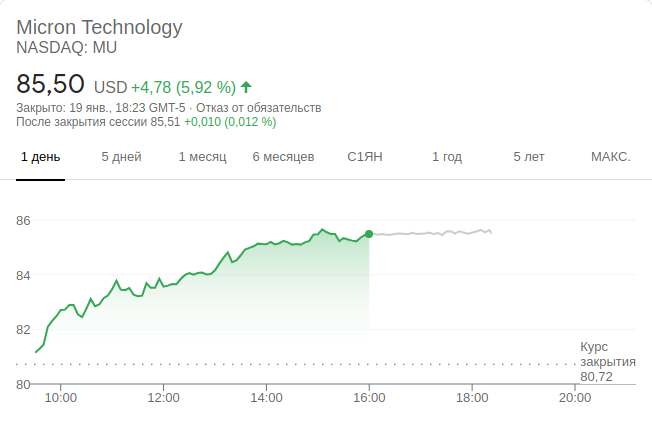 Micron Technology
NASDAQ: MU
85,50 USD +4,78 (5,92 %)
Закрыто: 19 янв., 18:23 GMT-5 · Отказ от обязательств
После закрытия сессии 85,51 +0,010 (0,012 %)
1 день 5 дней 1 месяц 6 месяцев С1ЯН 1 год 5 лет МАКС.
86
84
82
Курс
закрытия
80,72
80
10:00 12:00 14:00 16:00 18:00 20:00